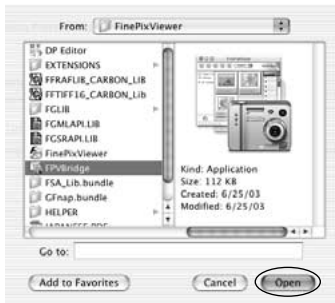 From: FinePixViewer
DP Editor
EXTENSIONS
FFRAFLIB_CARBON_LIB
FFTIFF16_CARBON_Lib
FGLIB
FGMLAPI.LIB
FGSRAPI.LIB
FinePixViewer
FPVBridge
FSA_Lib.bundle
GFnap.bundle
HELPER
Kind: Application
Size: 112 KB
Created: 6/25/03
Modified: 6/25/03
Go to:
Add to Favorites
Cancel
Open